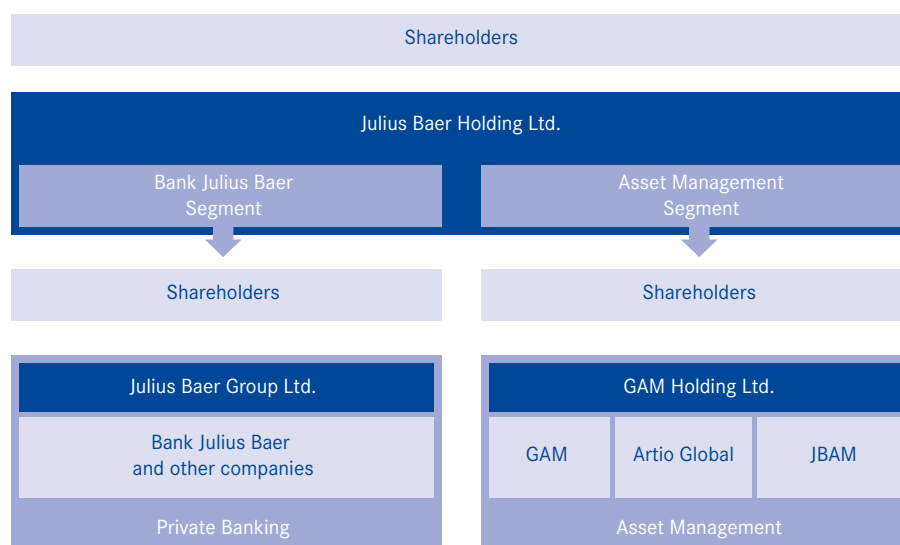 Shareholders
Julius Baer Holding Ltd.
Bank Julius Baer
Segment
Asset Management
Segment
Shareholders
Shareholders
Julius Baer Group Ltd.
GAM Holding Ltd.
Bank Julius Baer
and other companies
GAM
Artio Global
JBAM
Private Banking
Asset Management